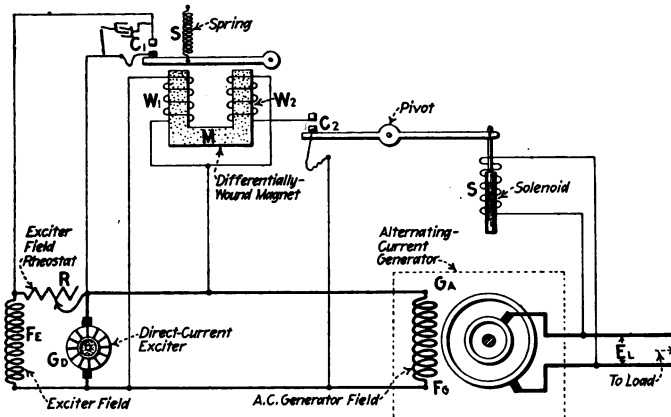 S
Spring
C1
W1
W2
M
C2
Pivot
Differentially-
Wound Magnet
S
Solenoid
Exciter
Field
Rheostat
R
Alternating-
Current
Generator
GA
FE
GD
Direct-Current
Exciter
EL
To Load
Exciter Field
A.C. Generator Field
FG